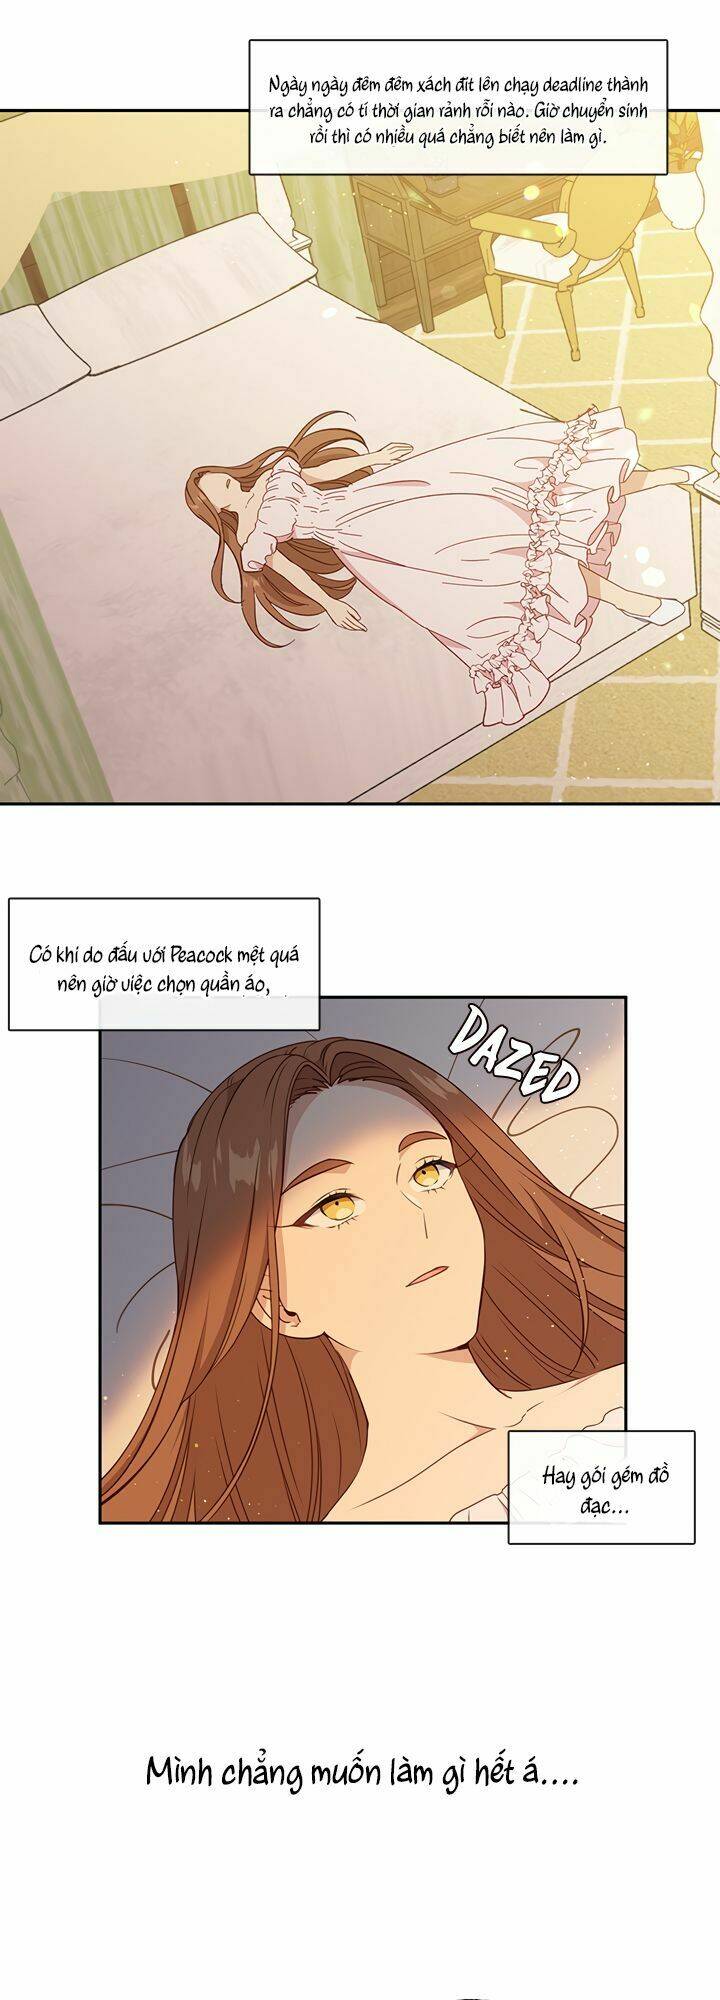 Ngày ngày đêm đêm xách đít lên chạy deadline thành
ra chẳng có tí thời gian rảnh rỗi nào. Giờ chuyển sinh
rồi thì có nhiều quá chẳng biết nên làm gì.
Có khi do đấu với Peacock mệt quá
nên giờ việc chọn quần áo,
DAZED
Hay gói gém đồ
đạc...
Mình chẳng muốn làm gì hết á....